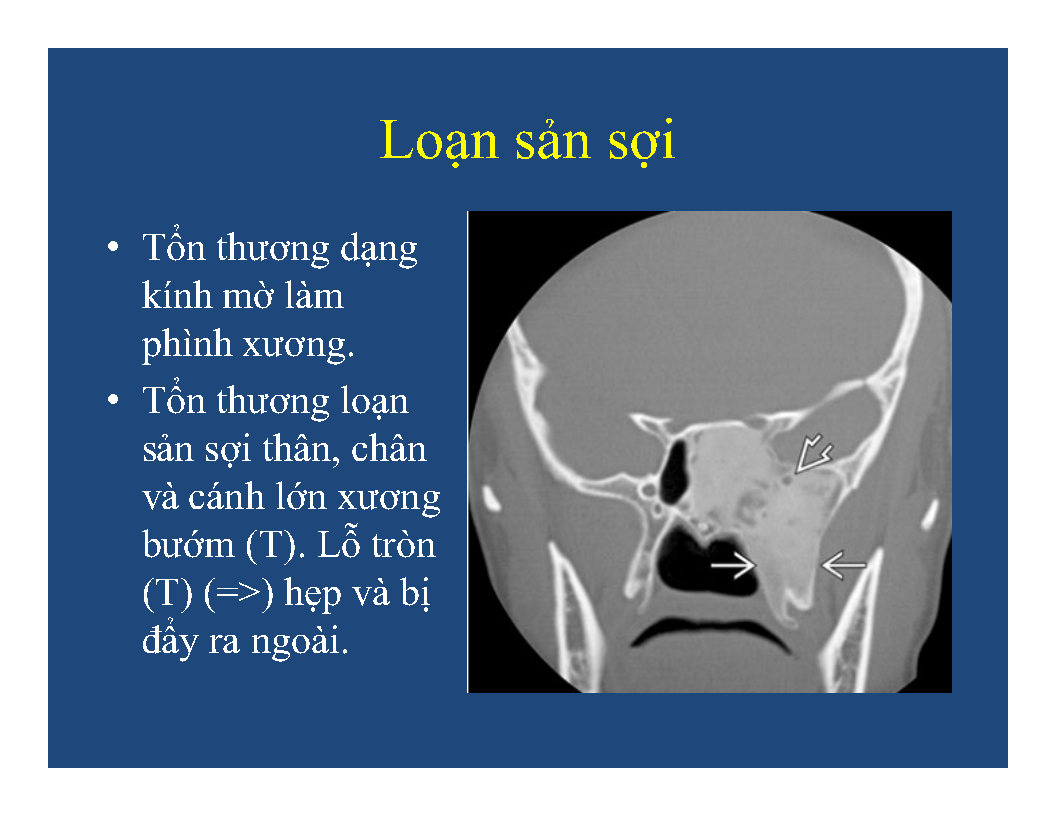 Loạn sản sợi
• Tổn thương dạng
kính mờ làm
phình xương.
• Tổn thương loạn
sản sợi thân, chân
và cánh lớn xương
bướm (T). Lỗ tròn
(T) (=>) hẹp và bị
đẩy ra ngoài.